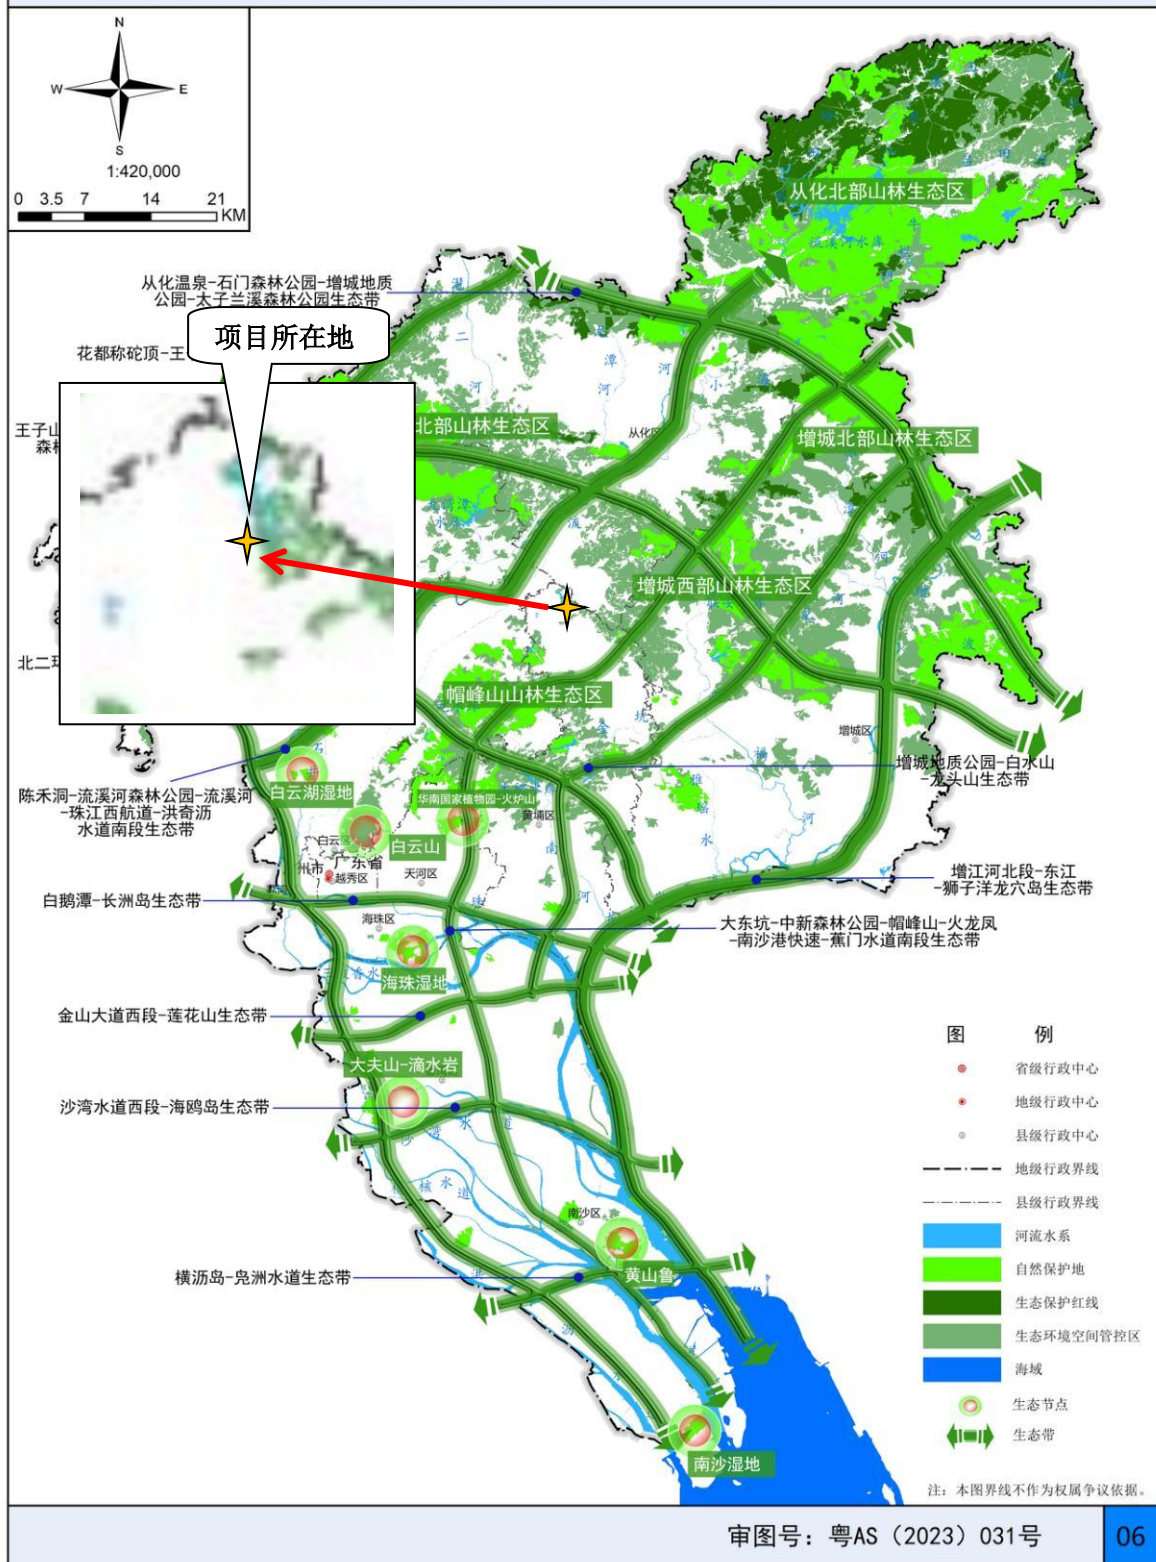 N
W
E
S
1:420,000
0 3.5 7 14 21 KM
从化北部山林生态区
流溪河水库
从化温泉-石门森林公园-增城地质
公园-太子兰溪森林公园生态带
项目所在地
花都称砣顶-王
王子山
森林
北部山林生态区
从化区
增城北部山林生态区
增城西部山林生态区
北二环
帽峰山山林生态区
增城区
增城地质公园-白水山
-龙头山生态带
陈禾洞-流溪河森林公园-流溪河
-珠江西航道-洪奇沥
水道南段生态带
白云湖湿地
华南国家植物园-火炉山
黄埔区
白云区
白云山
广东省
州市
越秀区
天河区
增江河北段-东江
-狮子洋龙穴岛生态带
白鹅潭-长洲岛生态带
海珠区
大东坑-中新森林公园-帽峰山-火龙凤
-南沙港快速-蕉门水道南段生态带
海珠湿地
金山大道西段-莲花山生态带
大夫山-滴水岩
沙湾水道西段-海鸥岛生态带
南沙区
黄山鲁
横沥岛-凫洲水道生态带
南沙湿地
图 例
省级行政中心
地级行政中心
县级行政中心
地级行政界线
县级行政界线
河流水系
自然保护地
生态保护红线
生态环境空间管控区
海域
生态节点
生态带
注：本图界线不作为权属争议依据。
审图号：粤AS（2023）031号
06